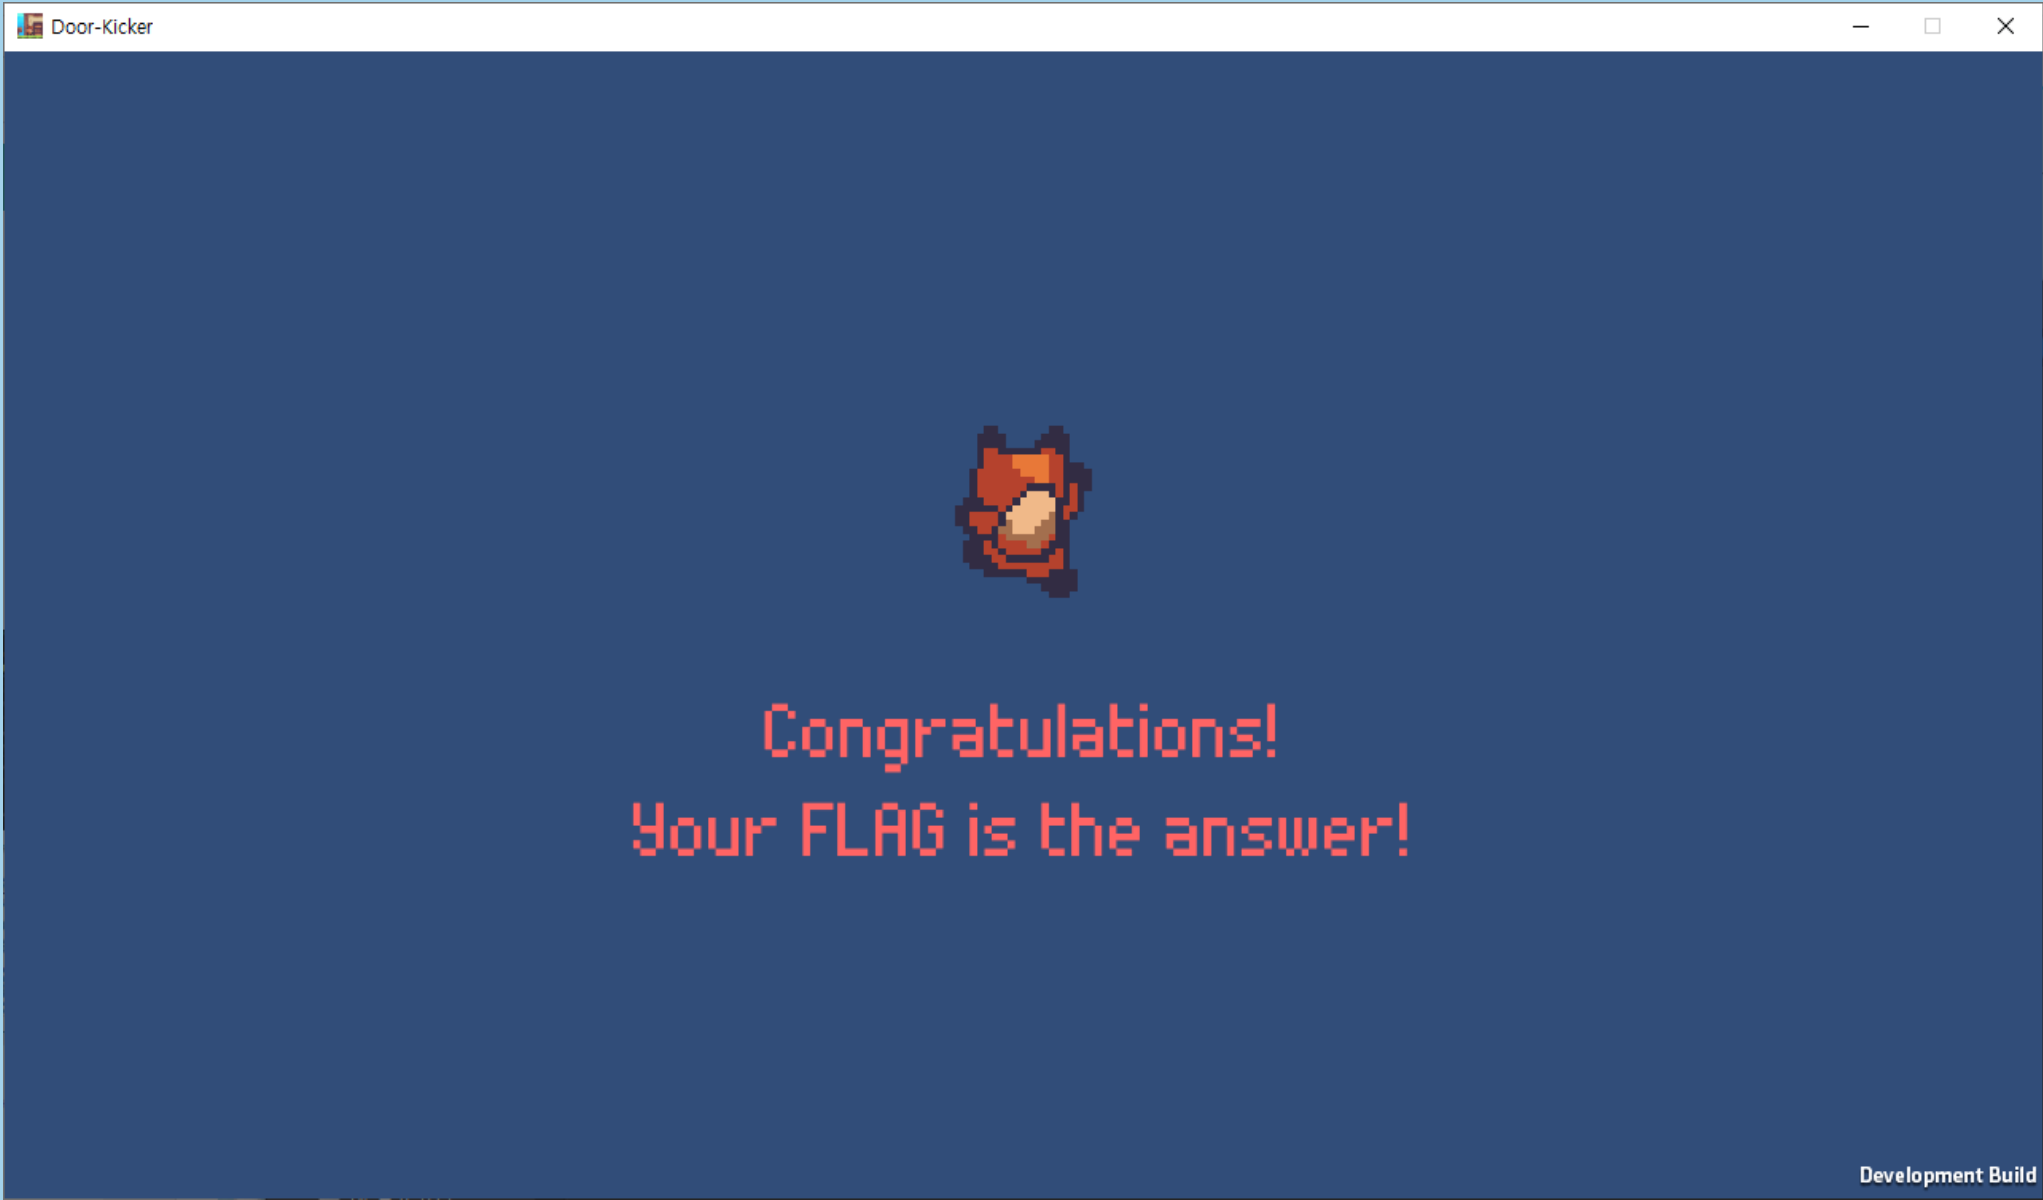 Door-Kicker
Congratulations!
Your FLAG is the answer!
Development Build